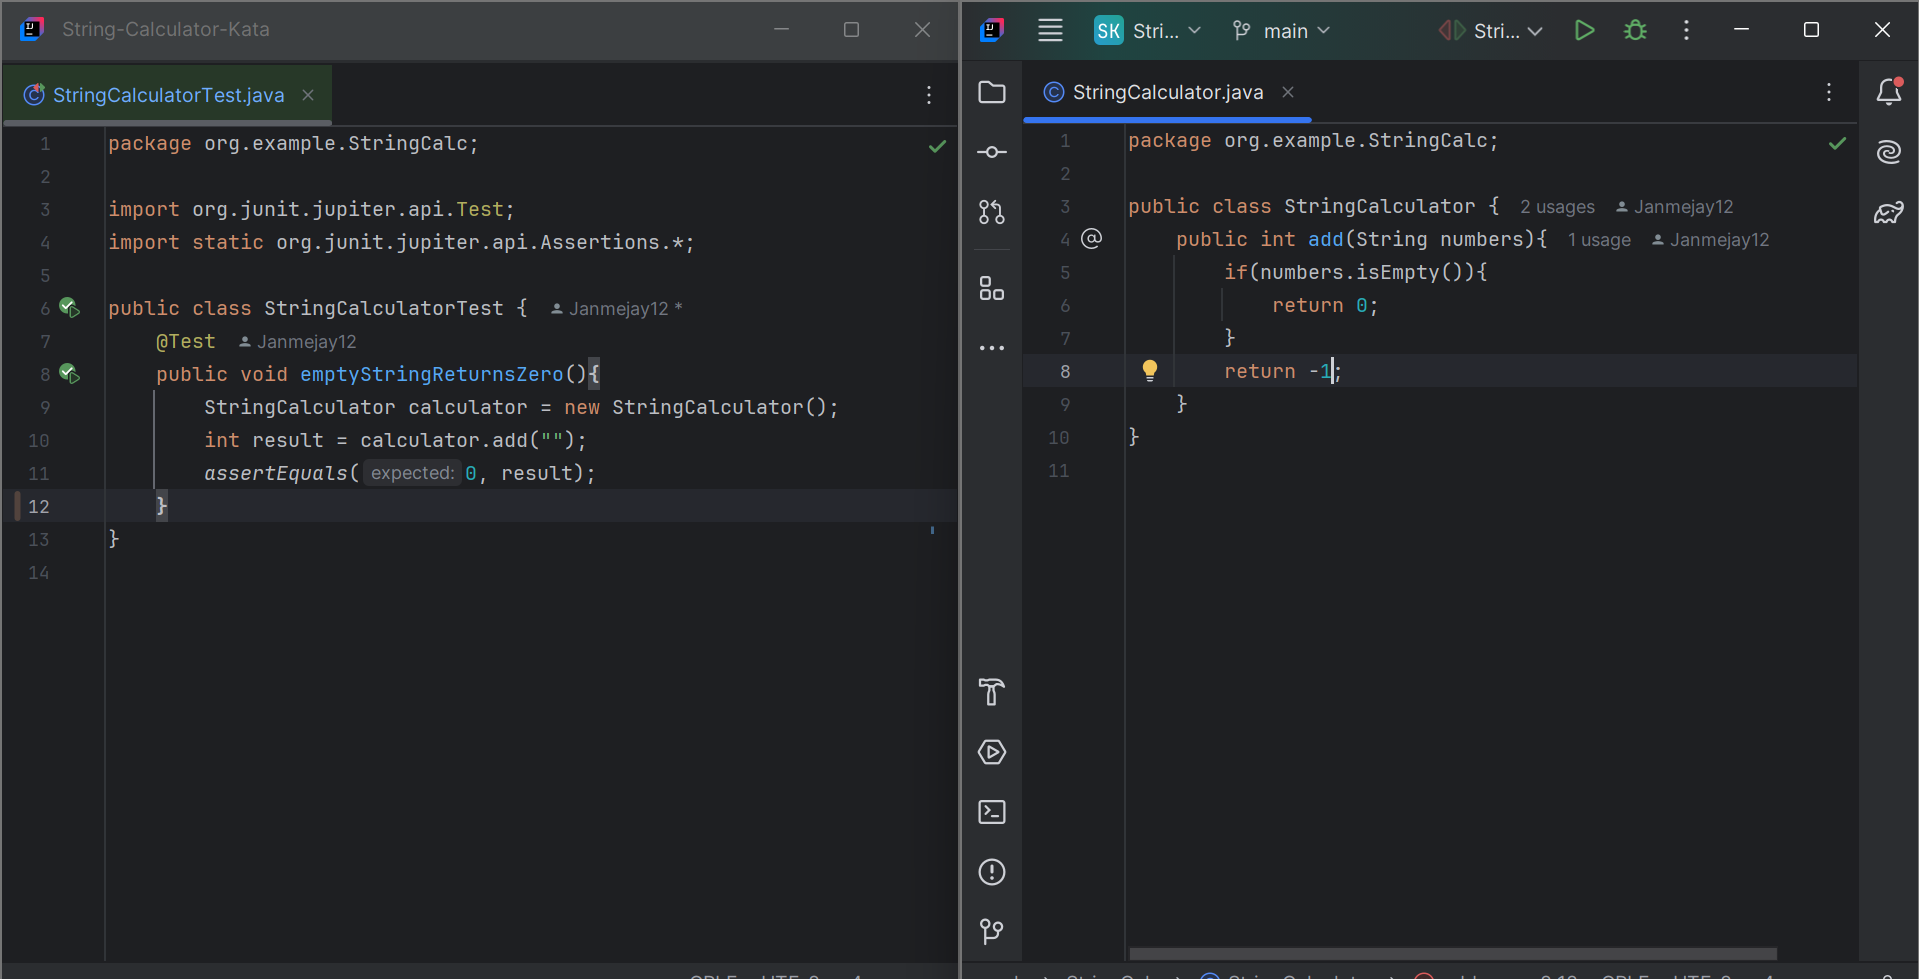 String-Calculator-Kata
StringCalculatorTest.java
1 package org.example.StringCalc;
2
3 import org.junit.jupiter.api.Test;
4 import static org.junit.jupiter.api.Assertions.*;
5
6 public class StringCalculatorTest { Janmejay12 *
7 @Test Janmejay12
8 public void emptyStringReturnsZero(){
9 StringCalculator calculator = new StringCalculator();
10 int result = calculator.add("");
11 assertEquals( expected: 0, result);
12 }
13 }
14
SK Stri... main Stri...
StringCalculator.java
1 package org.example.StringCalc;
2
3 public class StringCalculator { 2 usages Janmejay12
4 @ public int add(String numbers){ 1 usage Janmejay12
5 if(numbers.isEmpty()){
6 return 0;
7 }
8 return -1;
9 }
10 }
11